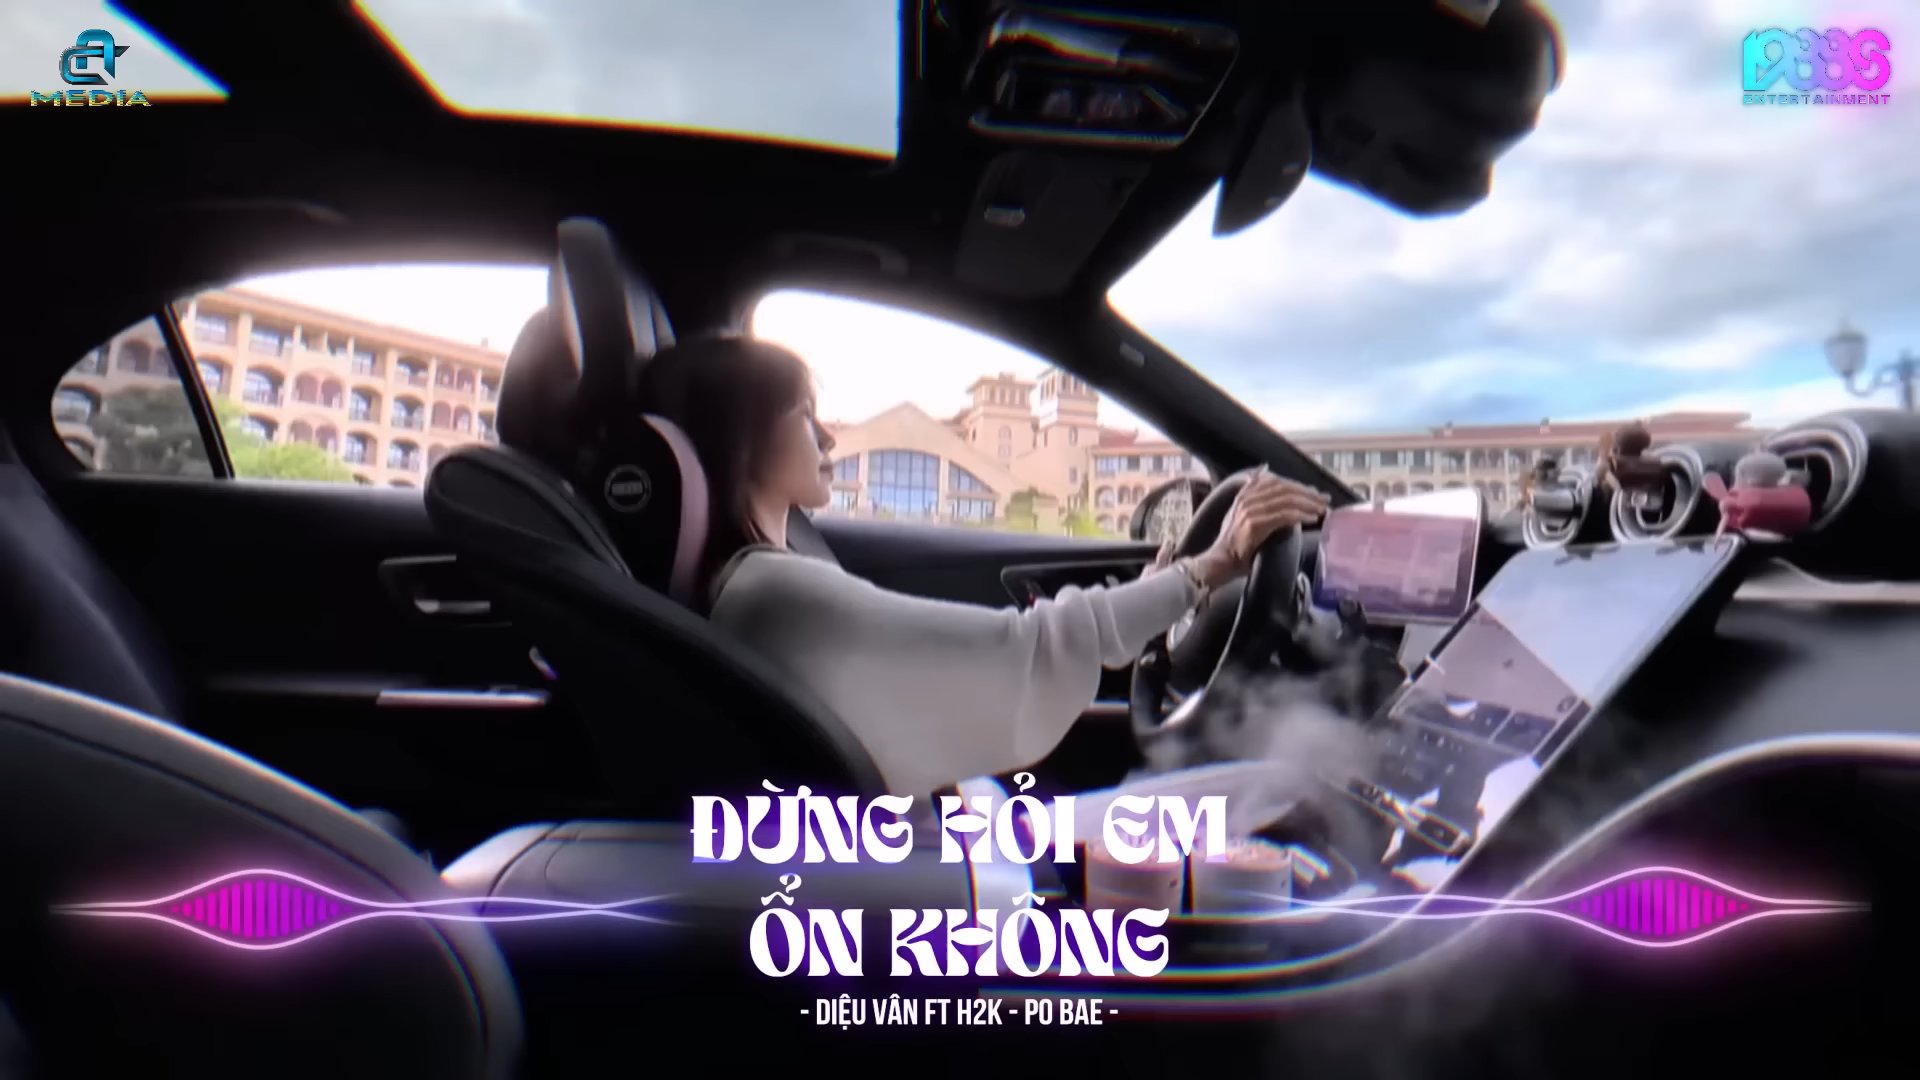 MEDIA
1988S
ENTERTAINMENT
ĐỪNG HỎI EM
ỔN KHÔNG
- DIỆU VÂN FT H2K - PO BAE -